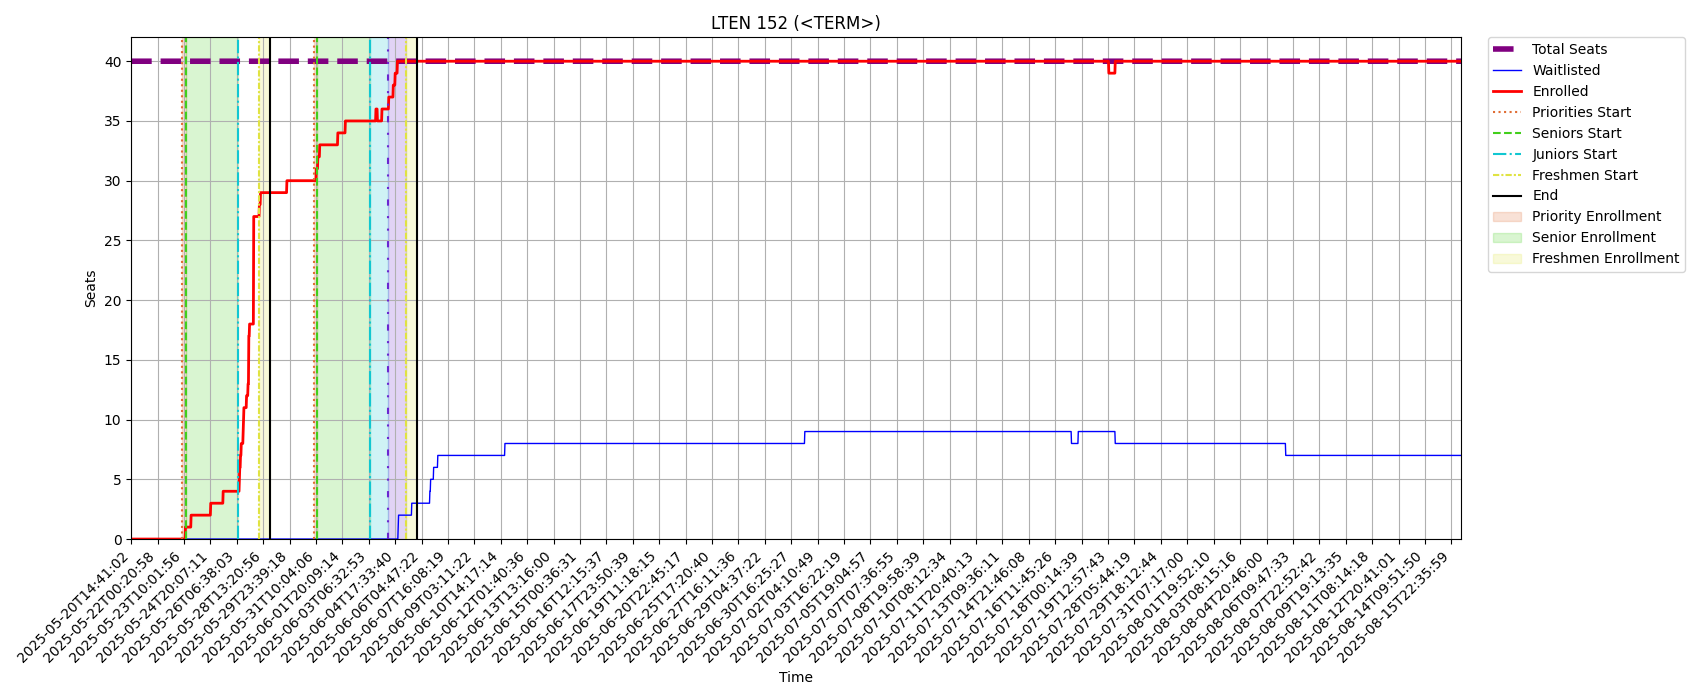 LTEN 152 (<TERM>)
Total Seats
Waitlisted
Enrolled
Priorities Start
Seniors Start
Juniors Start
Freshmen Start
End
Priority Enrollment
Senior Enrollment
Freshmen Enrollment
Seats
40
35
30
25
20
15
10
5
0
2025-05-20T14:41:02
2025-05-22T00:20:58
2025-05-23T10:01:56
2025-05-24T20:07:11
2025-05-26T06:38:03
2025-05-28T13:20:56
2025-05-29T23:39:18
2025-05-31T10:04:06
2025-06-01T20:09:14
2025-06-03T06:32:53
2025-06-04T17:33:40
2025-06-06T04:47:22
2025-06-07T16:08:19
2025-06-09T03:11:22
2025-06-10T14:17:14
2025-06-12T01:40:36
2025-06-13T13:16:00
2025-06-15T00:36:31
2025-06-16T12:15:37
2025-06-17T23:50:39
2025-06-19T11:18:15
2025-06-20T22:45:17
2025-06-25T17:20:40
2025-06-27T16:11:36
2025-06-29T04:37:22
2025-06-30T16:25:27
2025-07-02T04:10:49
2025-07-03T16:22:19
2025-07-05T19:04:57
2025-07-07T07:36:55
2025-07-08T19:58:39
2025-07-10T08:12:34
2025-07-11T20:40:13
2025-07-13T09:36:11
2025-07-14T21:46:08
2025-07-16T11:45:26
2025-07-18T00:14:39
2025-07-19T12:57:43
2025-07-28T05:44:19
2025-07-29T18:12:44
2025-07-31T07:17:00
2025-08-01T19:52:10
2025-08-03T08:15:16
2025-08-04T20:46:00
2025-08-06T09:47:33
2025-08-07T22:52:42
2025-08-09T19:13:35
2025-08-11T08:14:18
2025-08-12T20:41:01
2025-08-14T09:51:50
2025-08-15T22:35:59
Time